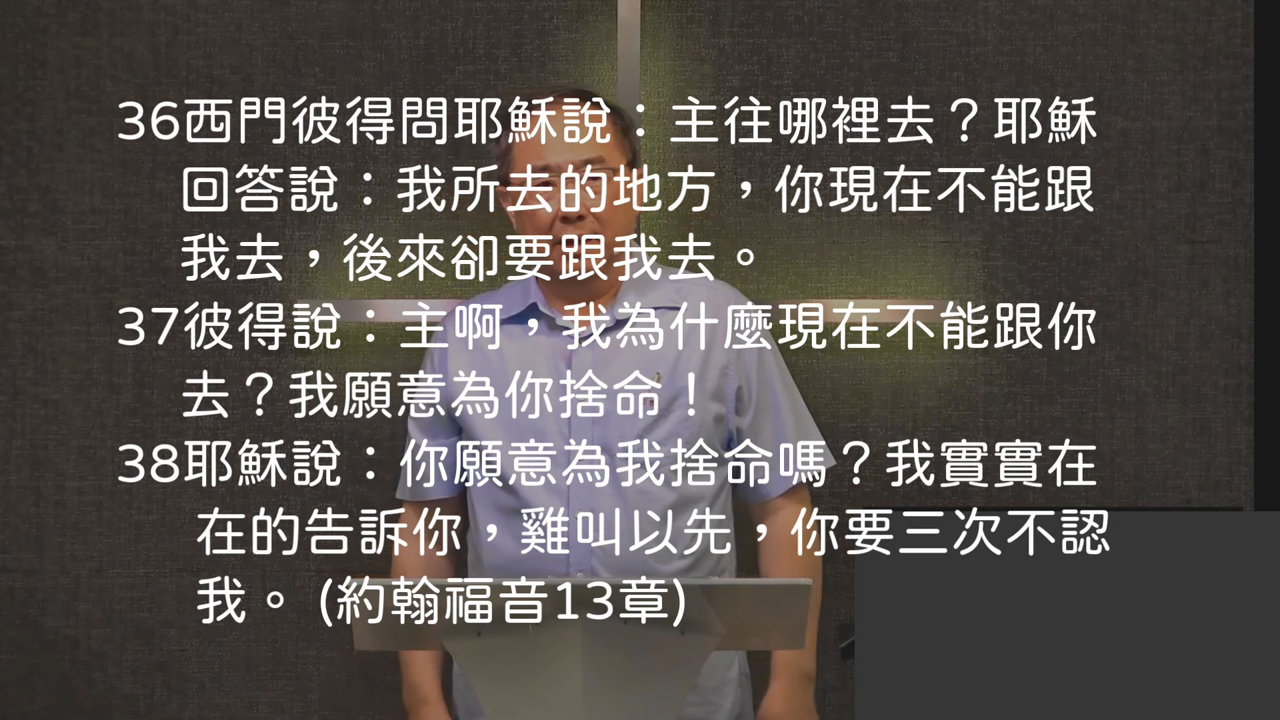 36西門彼得問耶穌說：主往哪裡去？耶穌
回答說：我所去的地方，你現在不能跟
我去，後來卻要跟我去。
37彼得說：主啊，我為什麼現在不能跟你
去？我願意為你捨命！
38耶穌說：你願意為我捨命嗎？我實實在
在的告訴你，雞叫以先，你要三次不認
我。 (約翰福音13章)